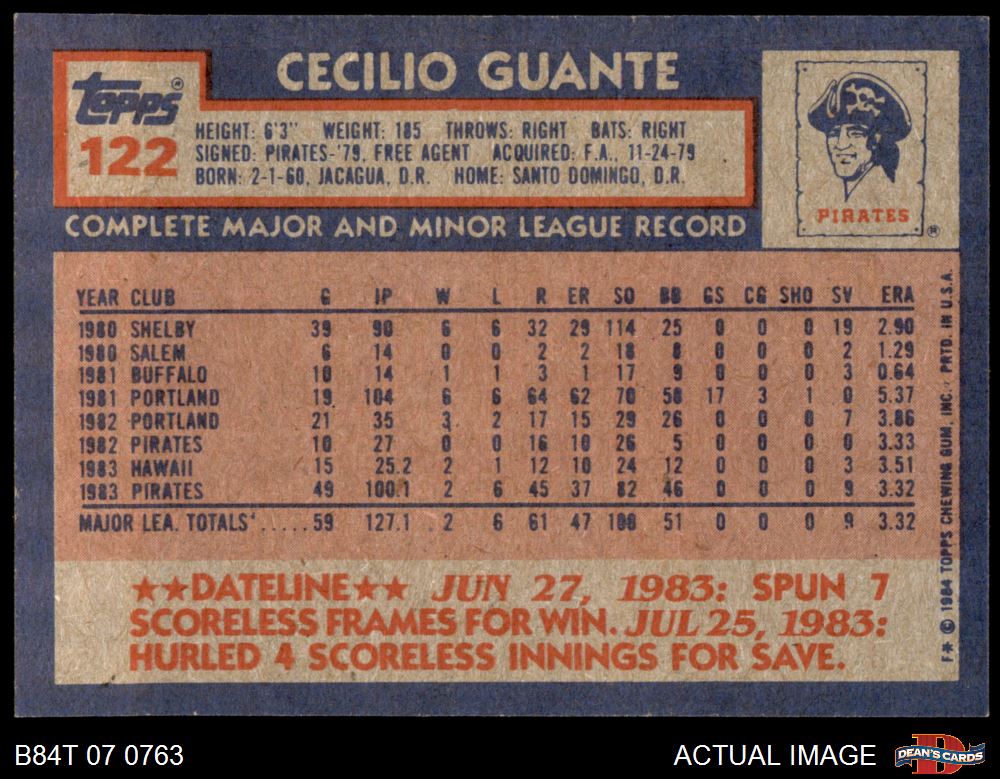 CECILIO GUANTE
Topps®
122
HEIGHT: 6'3" WEIGHT: 185 THROWS: RIGHT BATS: RIGHT
SIGNED: PIRATES-'79, FREE AGENT ACQUIRED: F.A., 11-24-79
BORN: 2-1-60, JACAGUA, D.R. HOME: SANTO DOMINGO, D.R.
PIRATES ®
COMPLETE MAJOR AND MINOR LEAGUE RECORD
YEAR CLUB G IP W L R ER SO BB GS CG SHO SV ERA
1980 SHELBY 39 90 6 6 32 29 114 25 0 0 0 19 2.90
1980 SALEM 6 14 0 0 2 2 18 8 0 0 0 2 1.29
1981 BUFFALO 10 14 1 1 3 1 17 9 0 0 0 3 0.64
1981 PORTLAND 19 104 6 6 64 62 70 56 17 3 1 0 5.37
1982 PORTLAND 21 35 3 2 17 15 29 26 0 0 0 7 3.86
1982 PIRATES 10 27 0 0 16 10 26 5 0 0 0 0 3.33
1983 HAWAII 15 25.2 2 1 12 10 24 12 0 0 0 3 3.51
1983 PIRATES 49 100.1 2 6 45 37 82 46 0 0 0 9 3.32
MAJOR LEA. TOTALS......59 127.1 2 6 61 47 108 51 0 0 0 9 3.32
★★DATELINE★★ JUN 27, 1983: SPUN 7
SCORELESS FRAMES FOR WIN. JUL 25, 1983:
HURLED 4 SCORELESS INNINGS FOR SAVE.
F✻ © 1984 TOPPS CHEWING GUM, INC. PRTD. IN U.S.A.
B84T 07 0763
ACTUAL IMAGE
DEAN'S CARDS